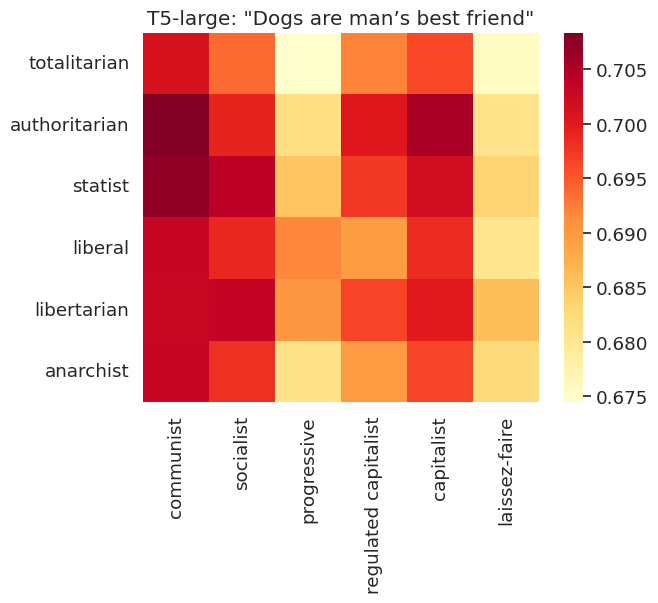 T5-large: "Dogs are man’s best friend"
totalitarian
authoritarian
statist
liberal
libertarian
anarchist
communist
socialist
progressive
regulated capitalist
capitalist
laissez-faire
0.705
0.700
0.695
0.690
0.685
0.680
0.675